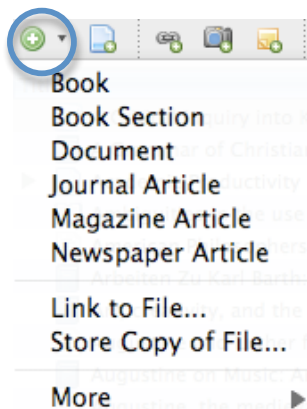 Book
Book Section
Document
Journal Article
Magazine Article
Newspaper Article
Link to File...
Store Copy of File...
More